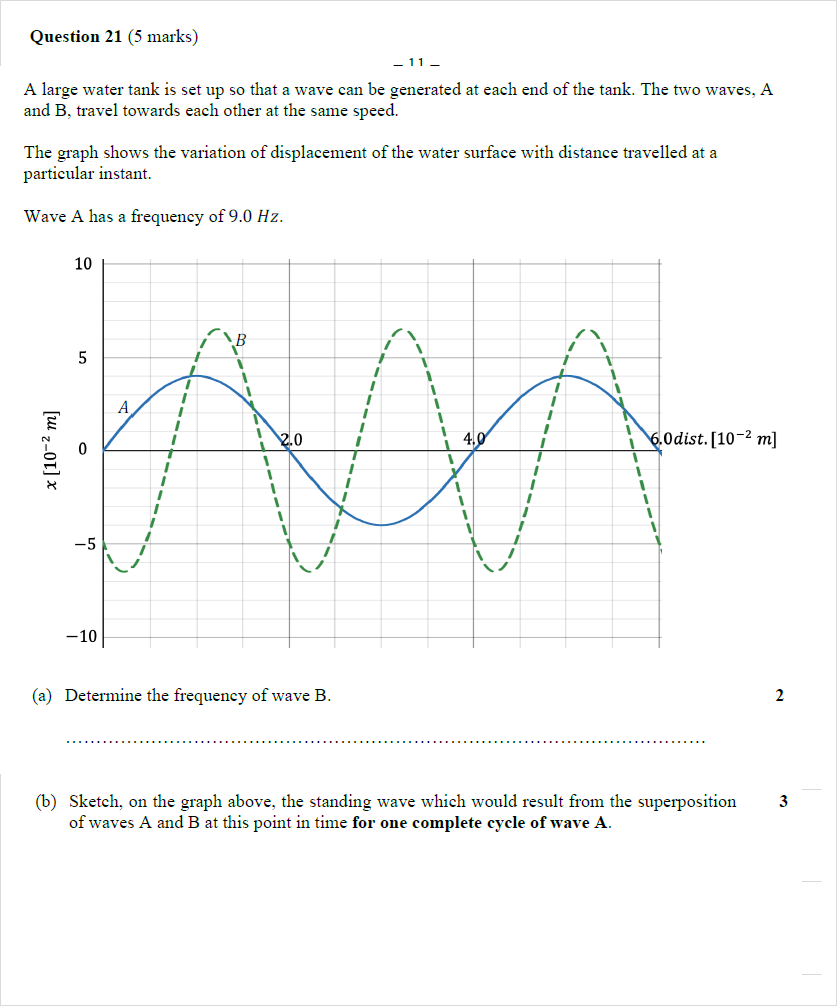 Question 21 (5 marks)
– 11 –
A large water tank is set up so that a wave can be generated at each end of the tank. The two waves, A
and B, travel towards each other at the same speed.
The graph shows the variation of displacement of the water surface with distance travelled at a
particular instant.
Wave A has a frequency of 9.0 Hz.
10
B
5
A
x [10⁻² m]
0
2.0
4.0
6.0
dist. [10⁻² m]
−5
−10
(a) Determine the frequency of wave B. 2
..........................................................................................................
(b) Sketch, on the graph above, the standing wave which would result from the superposition 3
of waves A and B at this point in time for one complete cycle of wave A.